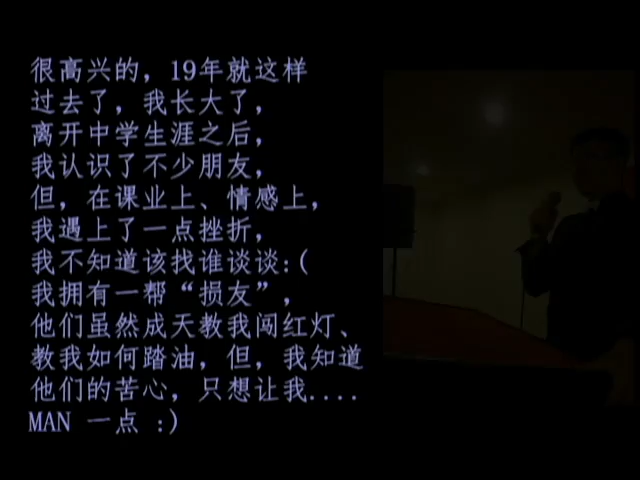 很高兴的，19年就这样
过去了，我长大了，
离开中学生涯之后，
我认识了不少朋友，
但，在课业上、情感上，
我遇上了一点挫折，
我不知道该找谁谈谈:(
我拥有一帮“损友”，
他们虽然成天教我闯红灯、
教我如何踏油，但，我知道
他们的苦心，只想让我....
MAN 一点 :)